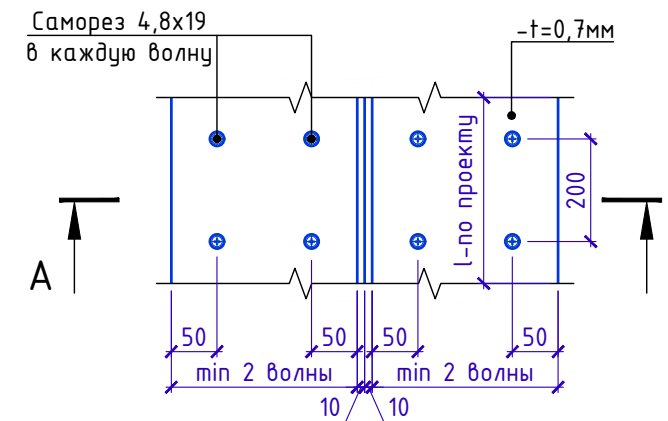 Саморез 4,8х19
в каждую волну
-t=0,7мм
l-по проекту
200
А
50
50
50
50
min 2 волны
min 2 волны
10
10